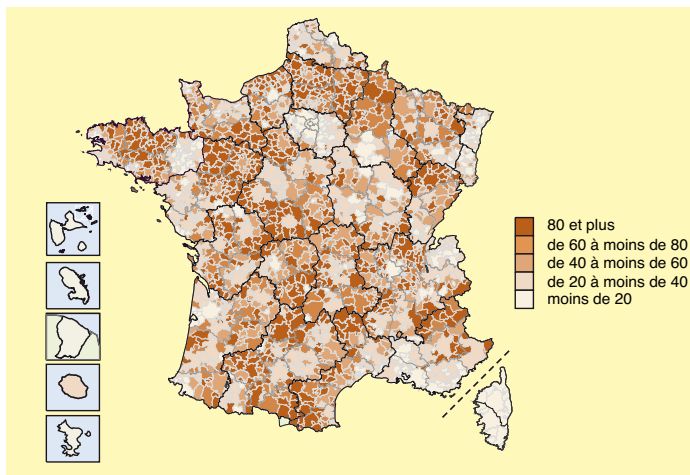 80 et plus
de 60 à moins de 80
de 40 à moins de 60
de 20 à moins de 40
moins de 20